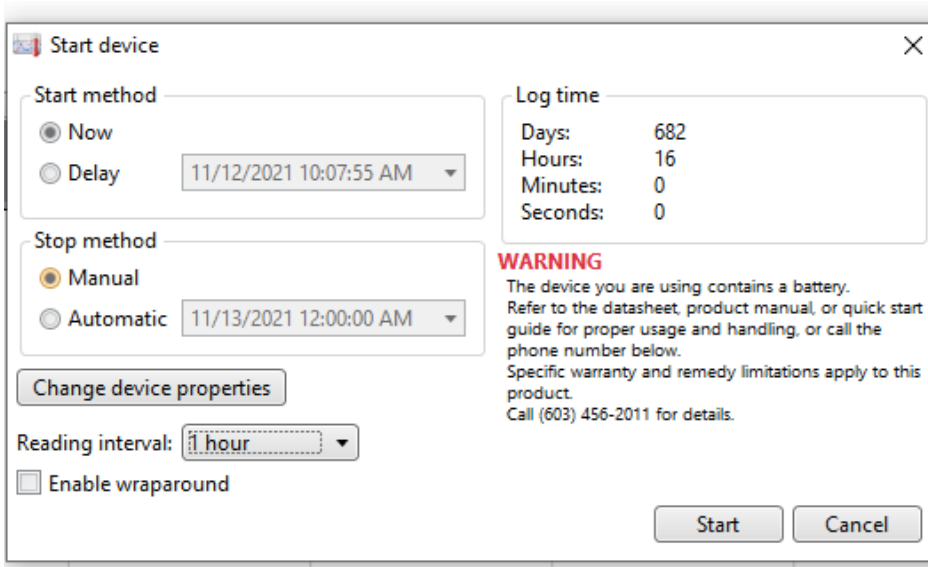 Start device
Start method
Now
Delay 11/12/2021 10:07:55 AM
Stop method
Manual
Automatic 11/13/2021 12:00:00 AM
Change device properties
Reading interval: 1 hour
Enable wraparound
Log time
Days: 682
Hours: 16
Minutes: 0
Seconds: 0
WARNING
The device you are using contains a battery.
Refer to the datasheet, product manual, or quick start
guide for proper usage and handling, or call the
phone number below.
Specific warranty and remedy limitations apply to this
product.
Call (603) 456-2011 for details.
Start Cancel